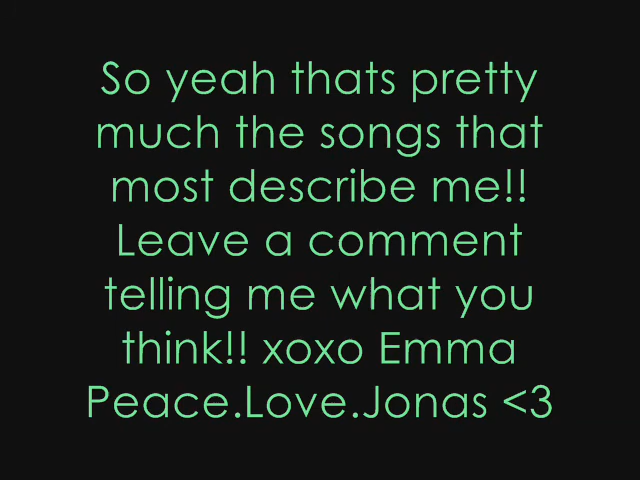 So yeah thats pretty
much the songs that
most describe me!!
Leave a comment
telling me what you
think!! xoxo Emma
Peace.Love.Jonas <3